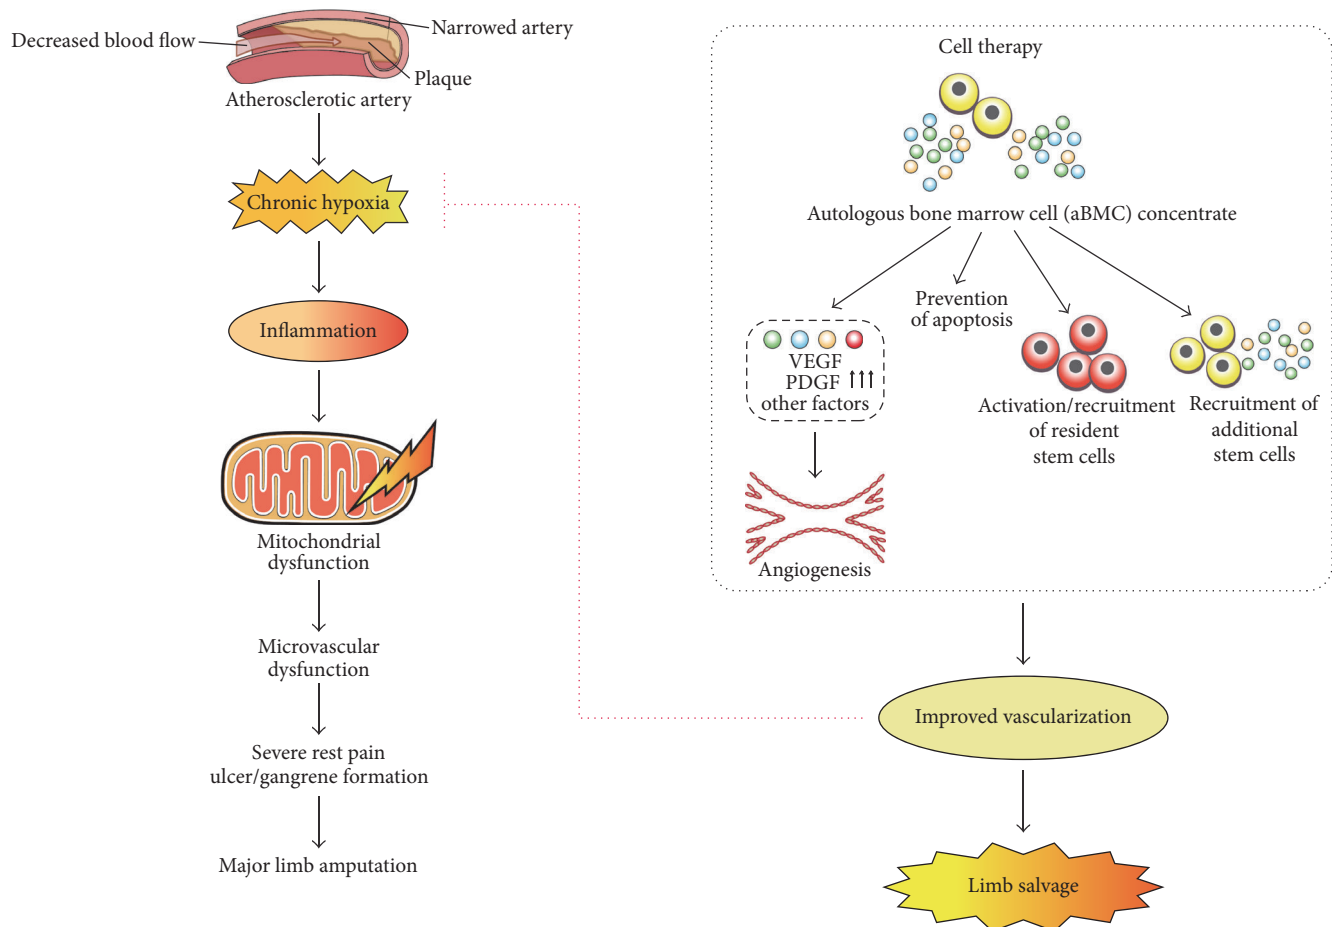 Decreased blood flow
Narrowed artery
Plaque
Atherosclerotic artery
Chronic hypoxia
Inflammation
Mitochondrial
dysfunction
Microvascular
dysfunction
Severe rest pain
ulcer/gangrene formation
Major limb amputation
Cell therapy
Autologous bone marrow cell (aBMC) concentrate
VEGF
PDGF
other factors
Angiogenesis
Prevention
of apoptosis
Activation/recruitment
of resident
stem cells
Recruitment of
additional
stem cells
Improved vascularization
Limb salvage